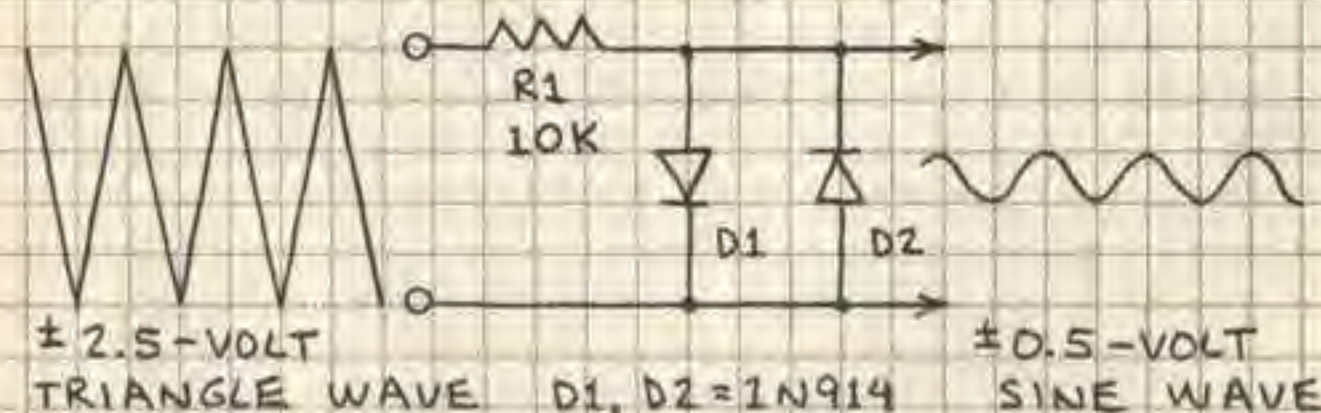 R1
10K
D1
D2
± 2.5-VOLT
TRIANGLE WAVE
D1, D2 = 1N914
±0.5-VOLT
SINE WAVE